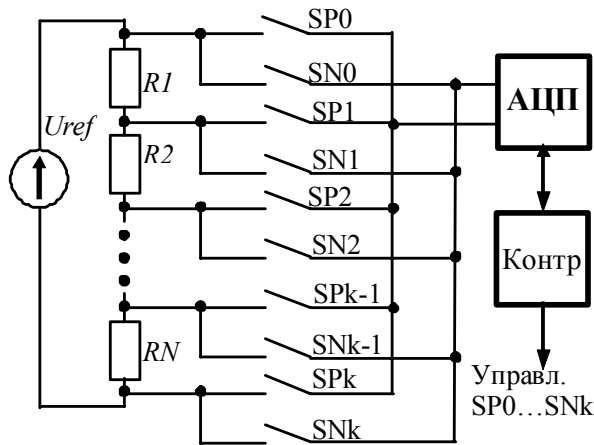 SP0
R1
SN0
АЦП
Uref
SP1
R2
SN1
SP2
SN2
Контр
SPk-1
RN
SNk-1
SPk
Управл.
SP0...SNk
SNk